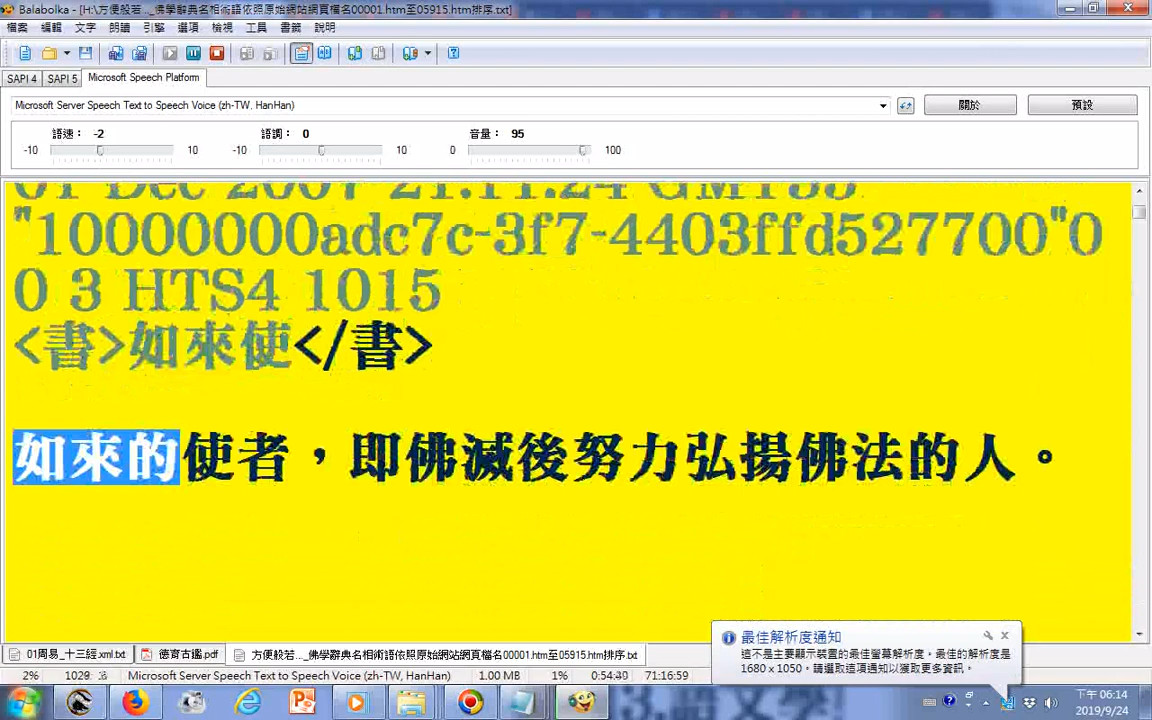 Balabolka - [H:\方便般若..._佛學辭典名相術語依照原始網站網頁檔名00001.htm至05915.htm排序.txt]
檔案 編輯 文字 朗讀 引擎 選項 檢視 工具 書籤 說明
SAPI 4 SAPI 5 Microsoft Speech Platform
Microsoft Server Speech Text to Speech Voice (zh-TW, HanHan) 關於 預設
語速： -2 語調： 0 音量： 95
-10 10 -10 10 0 100
01 Dec 2007 21:11:24 GMT35
"10000000adc7c-3f7-4403ffd527700"0
0 3 HTS4 1015
<書>如來使</書>
如來的使者，即佛滅後努力弘揚佛法的人。
最佳解析度通知
這不是主要顯示裝置的最佳螢幕解析度。最佳的解析度是
1680 x 1050。請選取這項通知以獲取更多資訊。
01周易_十三經.xml.txt 德育古鑑.pdf 方便般若..._佛學辭典名相術語依照原始網站網頁檔名00001.htm至05915.htm排序.txt
2% Microsoft Server Speech Text to Speech Voice (zh-TW, HanHan) 1.00 MB 1% 0:54:40 71:16:59
下午 06:14
2019/9/24